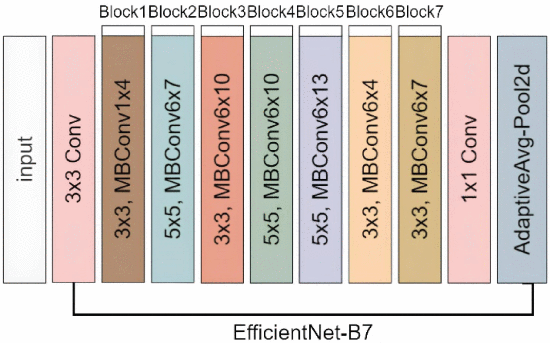 Block1 Block2 Block3 Block4 Block5 Block6 Block7
input
3x3 Conv
3x3, MBConv1x4
5x5, MBConv6x7
3x3, MBConv6x10
5x5, MBConv6x10
5x5, MBConv6x13
3x3, MBConv6x4
3x3, MBConv6x7
1x1 Conv
AdaptiveAvg-Pool2d
EfficientNet-B7